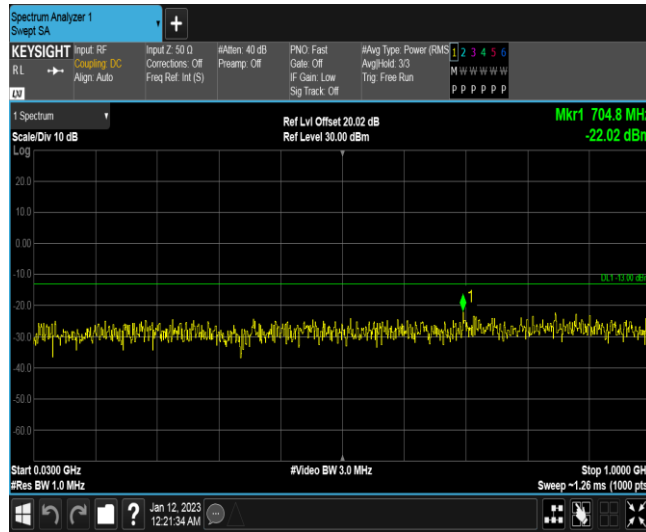 Spectrum Analyzer 1
Swept SA
+
KEYSIGHT
RL
LXI
Input: RF
Coupling: DC
Align: Auto
Input Z: 50 Ω
Corrections: Off
Freq Ref: Int (S)
#Atten: 40 dB
Preamp: Off
PNO: Fast
Gate: Off
IF Gain: Low
Sig Track: Off
#Avg Type: Power (RMS
Avg|Hold: 3/3
Trig: Free Run
1 2 3 4 5 6
M W W W W W
P P P P P P
1 Spectrum
Scale/Div 10 dB
Log
Ref Lvl Offset 20.02 dB
Ref Level 30.00 dBm
Mkr1 704.8 MHz
-22.02 dBm
20.0
10.0
0.00
-10.0
DL1 -13.00 dBm
1
-20.0
-30.0
-40.0
-50.0
-60.0
Start 0.0300 GHz
#Res BW 1.0 MHz
#Video BW 3.0 MHz
Stop 1.0000 GHz
Sweep ~1.26 ms (1000 pts)
?
Jan 12, 2023
12:21:34 AM